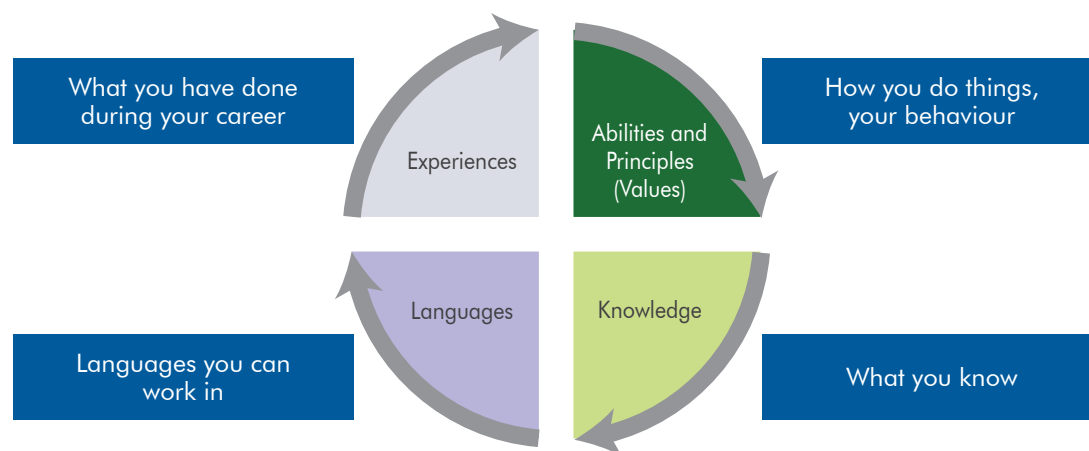 What you have done
during your career
Experiences
Abilities and
Principles
(Values)
How you do things,
your behaviour
Languages you can
work in
Languages
Knowledge
What you know